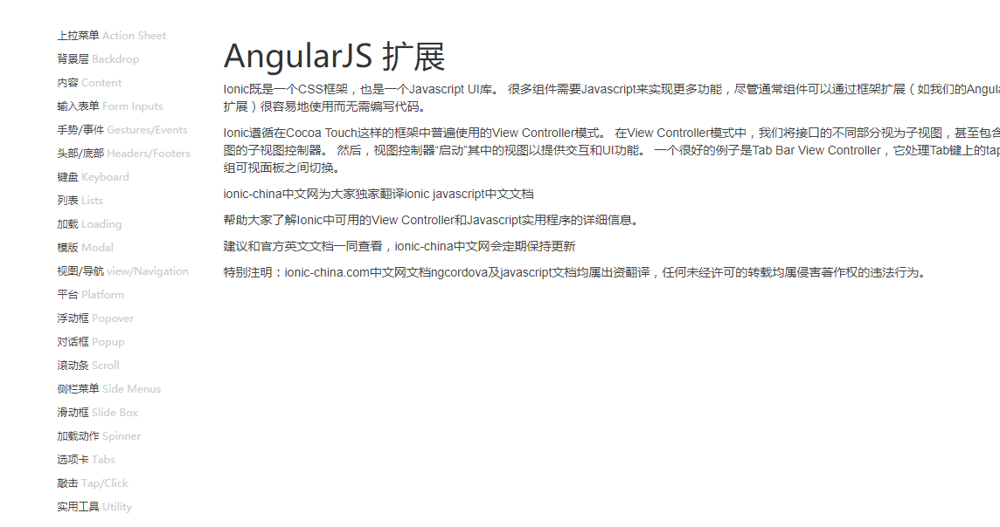 上拉菜单 Action Sheet
背景层 Backdrop
内容 Content
输入表单 Form Inputs
手势/事件 Gestures/Events
头部/底部 Headers/Footers
键盘 Keyboard
列表 Lists
加载 Loading
模版 Modal
视图/导航 view/Navigation
平台 Platform
浮动框 Popover
对话框 Popup
滚动条 Scroll
侧栏菜单 Side Menus
滑动框 Slide Box
加载动作 Spinner
选项卡 Tabs
敲击 Tap/Click
实用工具 Utility
AngularJS 扩展
Ionic既是一个CSS框架，也是一个Javascript UI库。 很多组件需要Javascript来实现更多功能，尽管通常组件可以通过框架扩展（如我们的Angula
扩展）很容易地使用而无需编写代码。
Ionic遵循在Cocoa Touch这样的框架中普遍使用的View Controller模式。 在View Controller模式中，我们将接口的不同部分视为子视图，甚至包含
图的子视图控制器。 然后，视图控制器“启动”其中的视图以提供交互和UI功能。 一个很好的例子是Tab Bar View Controller，它处理Tab键上的tap
组可视面板之间切换。
ionic-china中文网为大家独家翻译ionic javascript中文文档
帮助大家了解Ionic中可用的View Controller和Javascript实用程序的详细信息。
建议和官方英文文档一同查看，ionic-china中文网会定期保持更新
特别注明：ionic-china.com中文网文档ngcordova及javascript文档均属出资翻译，任何未经许可的转载均属侵害著作权的违法行为。